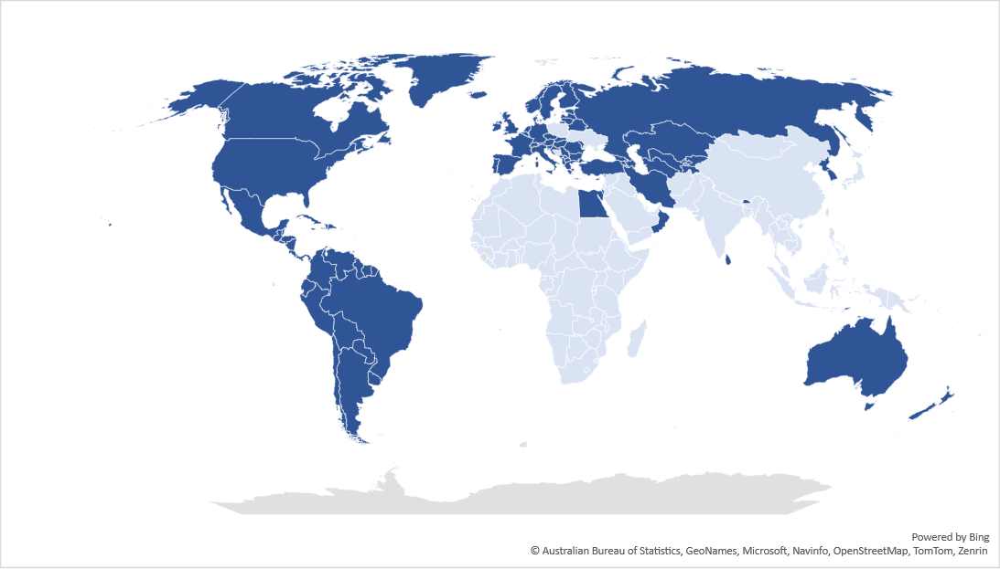 Powered by Bing
© Australian Bureau of Statistics, GeoNames, Microsoft, Navinfo, OpenStreetMap, TomTom, Zenrin